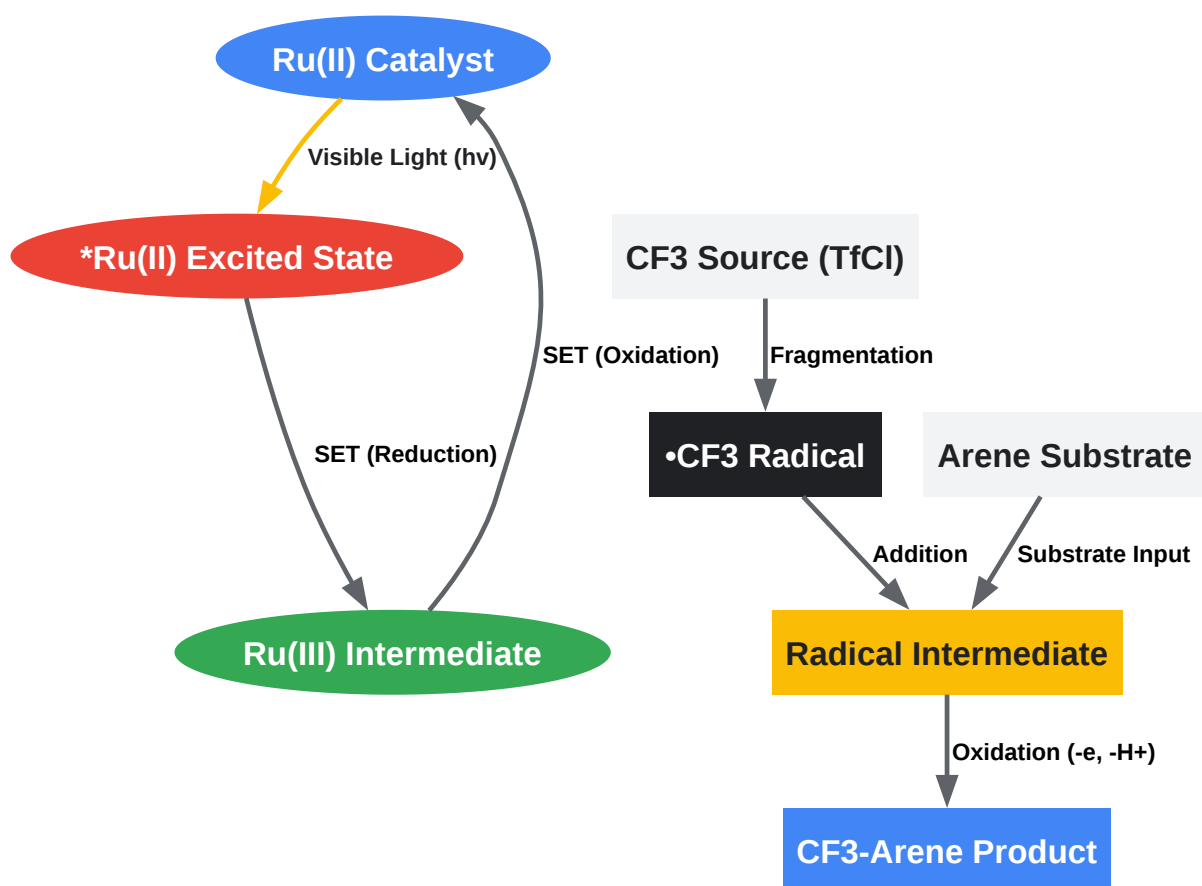 Ru(II) Catalyst
Visible Light (hv)
*Ru(II) Excited State
CF3 Source (TfCl)
SET (Oxidation)
Fragmentation
SET (Reduction)
•CF3 Radical
Arene Substrate
Addition
Substrate Input
Ru(III) Intermediate
Radical Intermediate
Oxidation (-e, -H+)
CF3-Arene Product